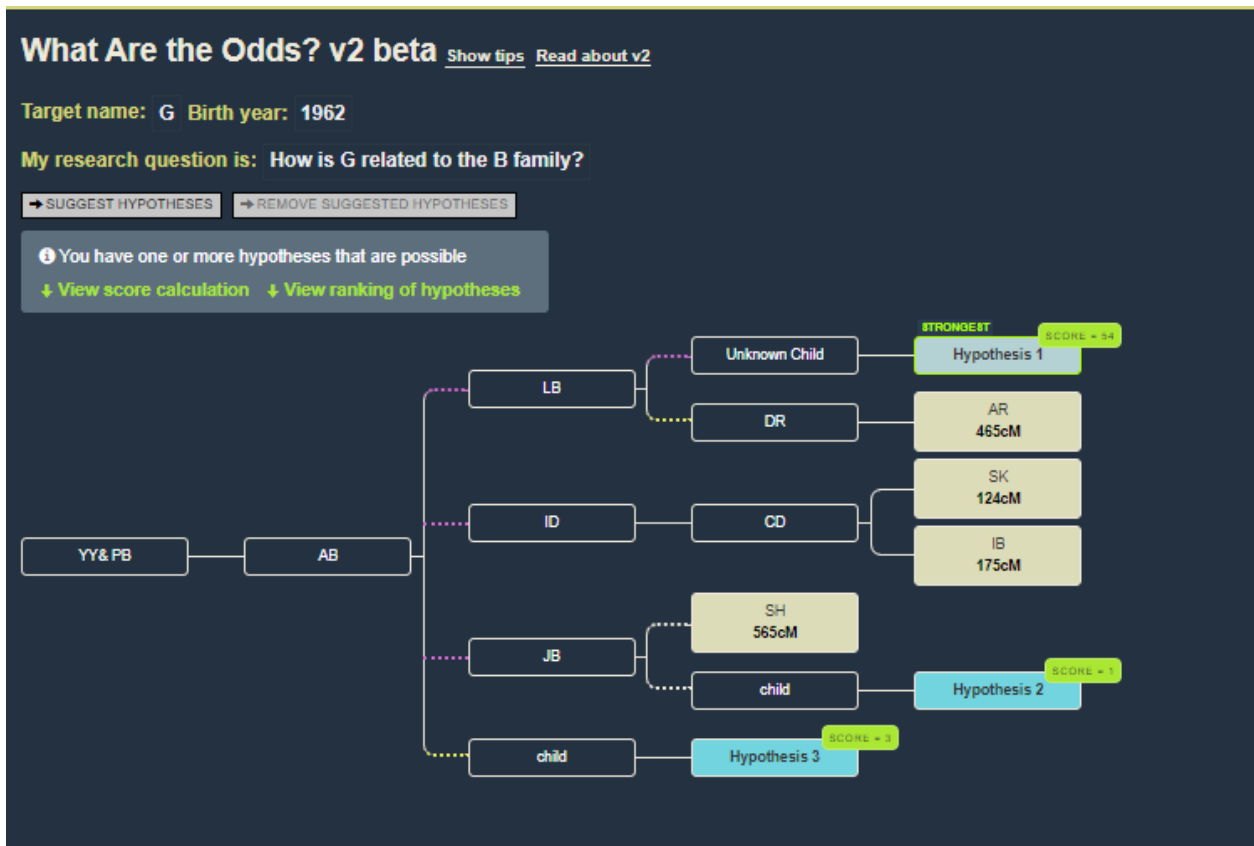 What Are the Odds? v2 beta Show tips Read about v2
Target name: G Birth year: 1962
My research question is: How is G related to the B family?
➔SUGGEST HYPOTHESES ➔REMOVE SUGGESTED HYPOTHESES
You have one or more hypotheses that are possible
↓ View score calculation ↓ View ranking of hypotheses
STRONGEST
SCORE = 54
Unknown Child
Hypothesis 1
LB
DR
AR
465cM
SK
124cM
ID
CD
IB
175cM
YY& PB
AB
SH
565cM
JB
SCORE = 1
child
Hypothesis 2
SCORE = 3
child
Hypothesis 3